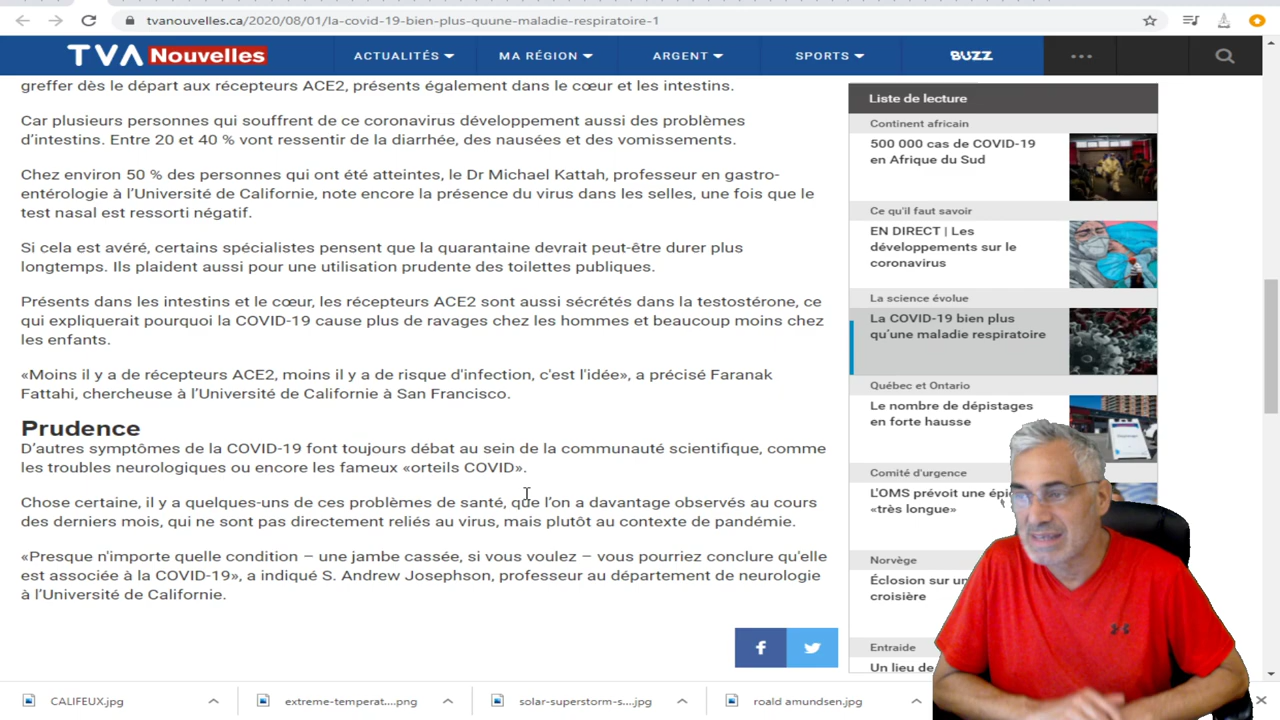 tvanouvelles.ca/2020/08/01/la-covid-19-bien-plus-quune-maladie-respiratoire-1
TVA Nouvelles
ACTUALITÉS
MA RÉGION
ARGENT
SPORTS
BUZZ
greffer dès le départ aux récepteurs ACE2, présents également dans le cœur et les intestins.
Car plusieurs personnes qui souffrent de ce coronavirus développement aussi des problèmes
d'intestins. Entre 20 et 40 % vont ressentir de la diarrhée, des nausées et des vomissements.
Chez environ 50 % des personnes qui ont été atteintes, le Dr Michael Kattah, professeur en gastro-
entérologie à l'Université de Californie, note encore la présence du virus dans les selles, une fois que le
test nasal est ressorti négatif.
Si cela est avéré, certains spécialistes pensent que la quarantaine devrait peut-être durer plus
longtemps. Ils plaident aussi pour une utilisation prudente des toilettes publiques.
Présents dans les intestins et le cœur, les récepteurs ACE2 sont aussi sécrétés dans la testostérone, ce
qui expliquerait pourquoi la COVID-19 cause plus de ravages chez les hommes et beaucoup moins chez
les enfants.
«Moins il y a de récepteurs ACE2, moins il y a de risque d'infection, c'est l'idée», a précisé Faranak
Fattahi, chercheuse à l'Université de Californie à San Francisco.
Prudence
D'autres symptômes de la COVID-19 font toujours débat au sein de la communauté scientifique, comme
les troubles neurologiques ou encore les fameux «orteils COVID».
Chose certaine, il y a quelques-uns de ces problèmes de santé, que l'on a davantage observés au cours
des derniers mois, qui ne sont pas directement reliés au virus, mais plutôt au contexte de pandémie.
«Presque n'importe quelle condition – une jambe cassée, si vous voulez – vous pourriez conclure qu'elle
est associée à la COVID-19», a indiqué S. Andrew Josephson, professeur au département de neurologie
à l'Université de Californie.
Liste de lecture
Continent africain
500 000 cas de COVID-19
en Afrique du Sud
Ce qu'il faut savoir
EN DIRECT | Les
développements sur le
coronavirus
La science évolue
La COVID-19 bien plus
qu'une maladie respiratoire
Québec et Ontario
Le nombre de dépistages
en forte hausse
Comité d'urgence
L'OMS prévoit une
«très longue»
Norvège
Éclosion sur
croisière
Entraide
Un lieu de
CALIFEUX.jpg
extreme-temperat....png
solar-superstorm-s....jpg
roald amundsen.jpg